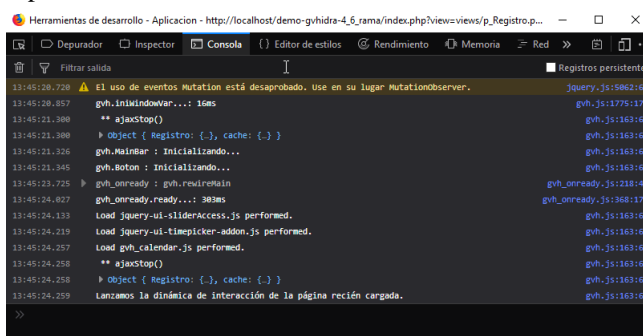 Herramientas de desarrollo - Aplicacion - http://localhost/demo-gvhidra-4_6_rama/index.php?view=views/p_Registro.p...
Depurador Inspector Consola {} Editor de estilos Rendimiento Memoria Red »
Filtrar salida Registros persistente
13:45:20.720 El uso de eventos Mutation está desaprobado. Use en su lugar MutationObserver. jquery.js:5062:6
13:45:20.857 gvh.iniWindowVar...: 16ms gvh.js:1775:17
13:45:21.300 ** ajaxStop() gvh.js:163:6
13:45:21.300 Object { Registro: {…}, cache: {…} } gvh.js:163:6
13:45:21.326 gvh.MainBar : Inicializando... gvh.js:163:6
13:45:21.345 gvh.Boton : Inicializando... gvh.js:163:6
13:45:23.725 gvh_onready : gvh.rewireMain gvh_onready.js:218:4
13:45:24.027 gvh_onready.ready...: 303ms gvh_onready.js:368:17
13:45:24.133 Load jquery-ui-sliderAccess.js performed. gvh.js:163:6
13:45:24.219 Load jquery-ui-timepicker-addon.js performed. gvh.js:163:6
13:45:24.257 Load gvh_calendar.js performed. gvh.js:163:6
13:45:24.258 ** ajaxStop() gvh.js:163:6
13:45:24.258 Object { Registro: {…}, cache: {…} } gvh.js:163:6
13:45:24.259 Lanzamos la dinámica de interacción de la página recién cargada. gvh.js:163:6
»